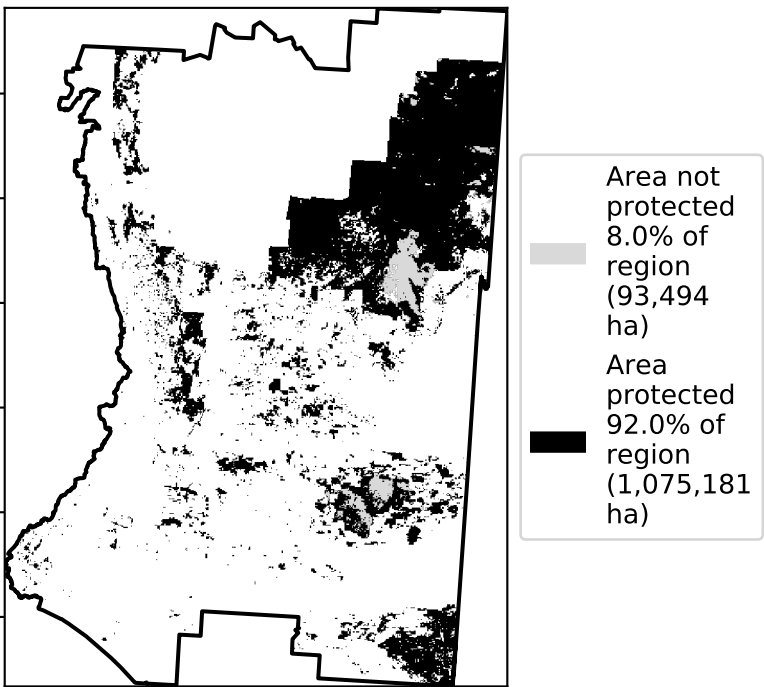 Area not
protected
8.0% of
region
(93,494
ha)
Area
protected
92.0% of
region
(1,075,181
ha)